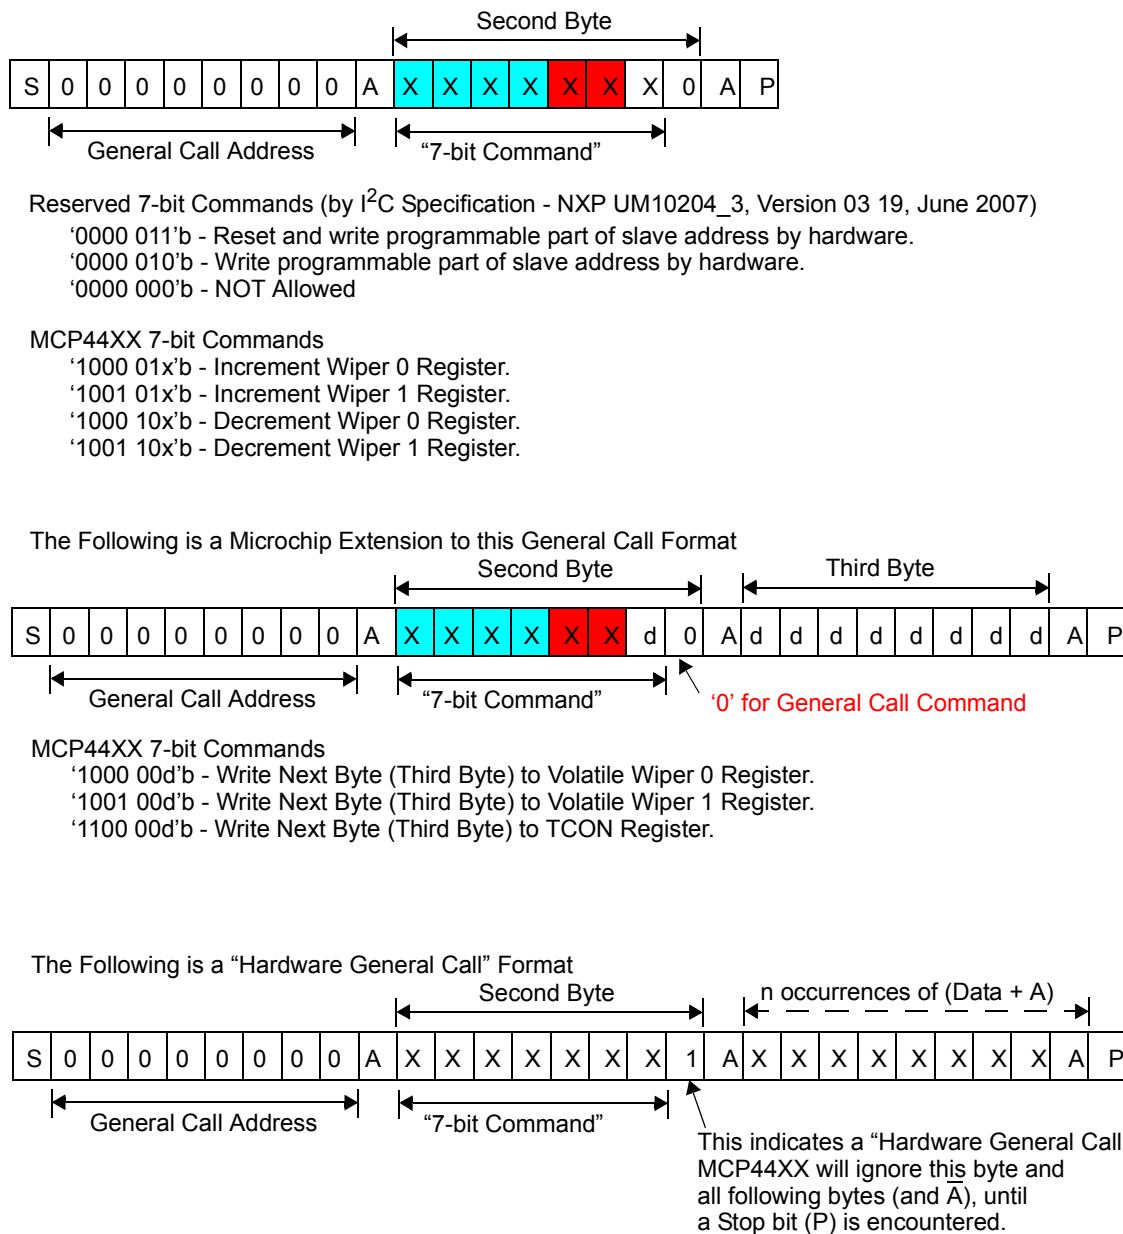 Second Byte
S 0 0 0 0 0 0 0 0 A X X X X X X X 0 A P
General Call Address “7-bit Command”
Reserved 7-bit Commands (by I2C Specification - NXP UM10204_3, Version 03 19, June 2007)
‘0000 011’b - Reset and write programmable part of slave address by hardware.
‘0000 010’b - Write programmable part of slave address by hardware.
‘0000 000’b - NOT Allowed
MCP44XX 7-bit Commands
‘1000 01x’b - Increment Wiper 0 Register.
‘1001 01x’b - Increment Wiper 1 Register.
‘1000 10x’b - Decrement Wiper 0 Register.
‘1001 10x’b - Decrement Wiper 1 Register.
The Following is a Microchip Extension to this General Call Format
Second Byte Third Byte
S 0 0 0 0 0 0 0 0 A X X X X X X d 0 A d d d d d d d d A P
General Call Address “7-bit Command” ‘0’ for General Call Command
MCP44XX 7-bit Commands
‘1000 00d’b - Write Next Byte (Third Byte) to Volatile Wiper 0 Register.
‘1001 00d’b - Write Next Byte (Third Byte) to Volatile Wiper 1 Register.
‘1100 00d’b - Write Next Byte (Third Byte) to TCON Register.
The Following is a “Hardware General Call” Format
Second Byte n occurrences of (Data + A)
S 0 0 0 0 0 0 0 0 A X X X X X X X 1 A X X X X X X X X A P
General Call Address “7-bit Command”
This indicates a “Hardware General Call
MCP44XX will ignore this byte and
all following bytes (and A̅), until
a Stop bit (P) is encountered.